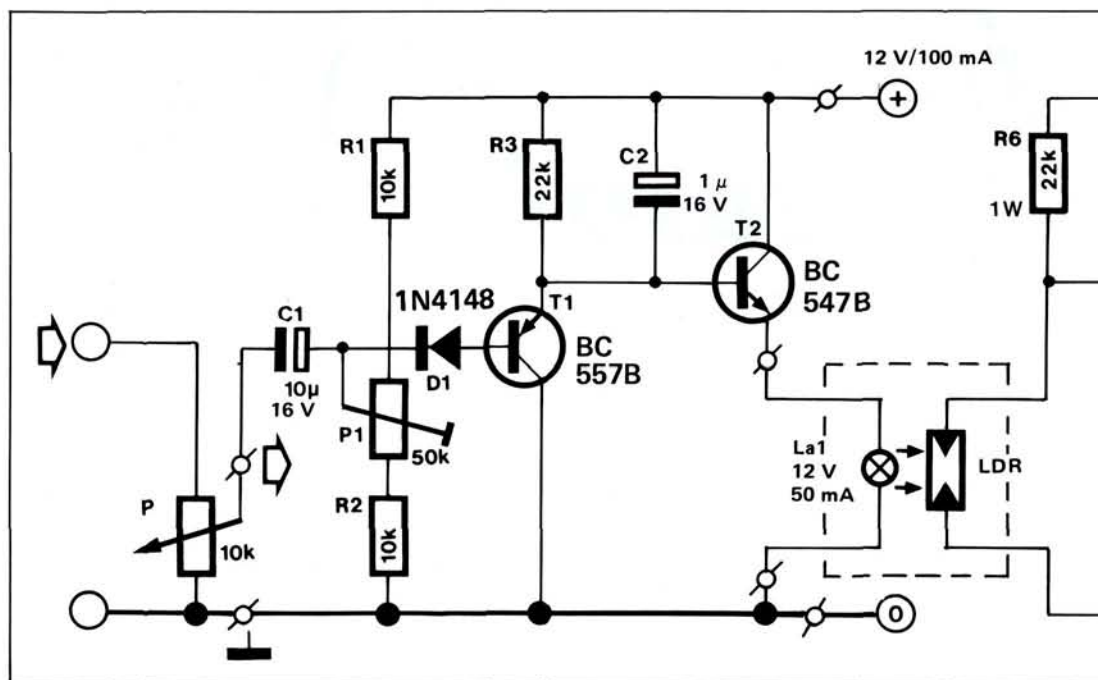 12 V/100 mA
+
R1
10k
R3
22k
C2
1 μ
16 V
R6
22k
1W
T2
BC
547B
1N4148
T1
C1
10μ
16 V
D1
BC
557B
P1
50k
La1
12 V
50 mA
LDR
P
10k
R2
10k
0